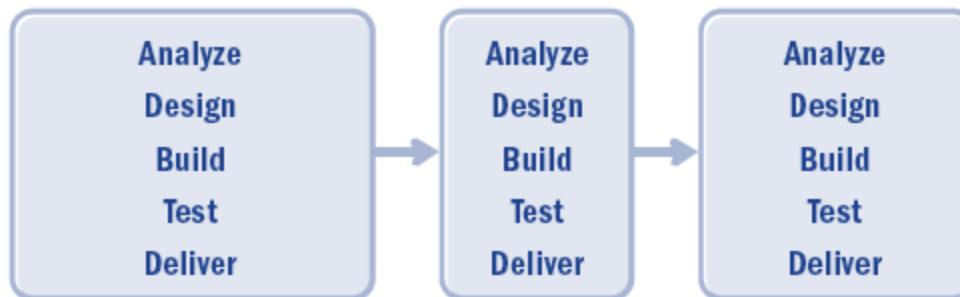 Analyze
Design
Build
Test
Deliver
Analyze
Design
Build
Test
Deliver
Analyze
Design
Build
Test
Deliver